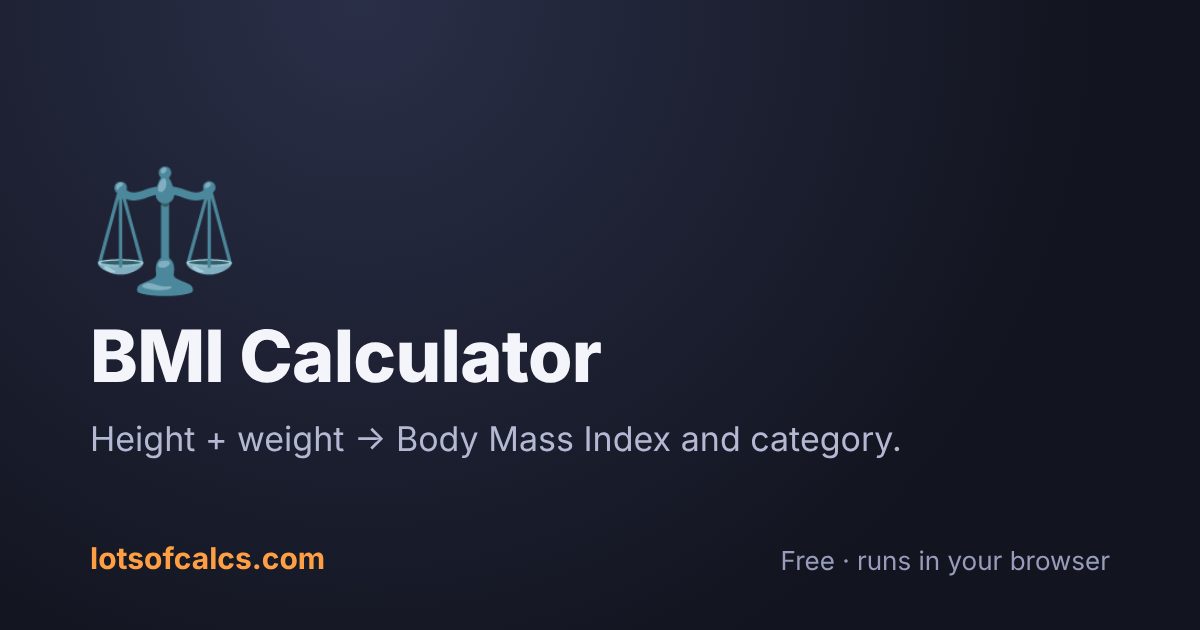 BMI Calculator
Height + weight → Body Mass Index and category.
lotsofcalcs.com
Free · runs in your browser